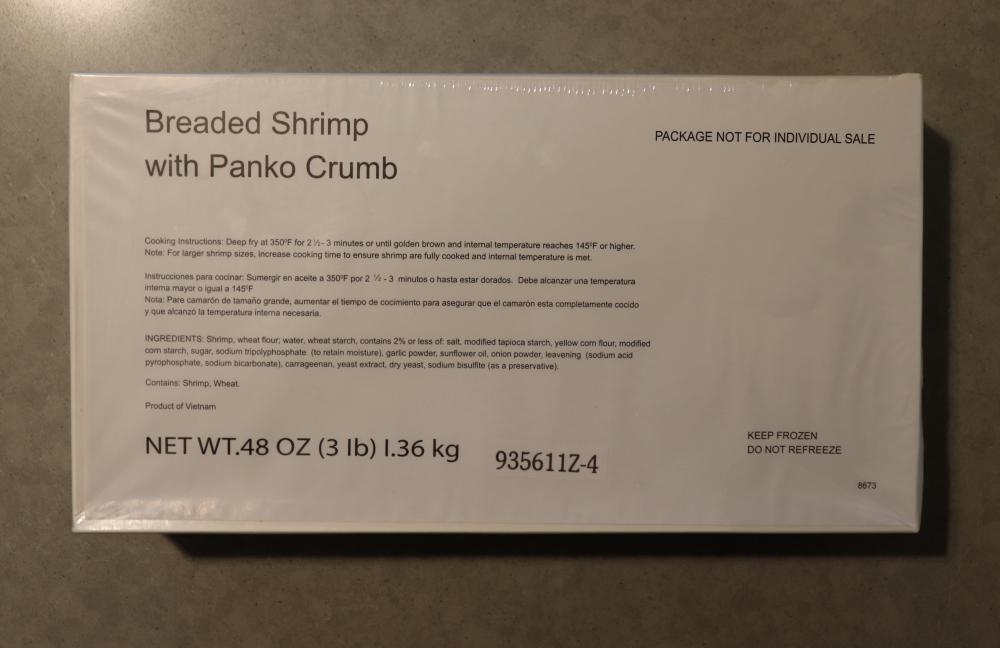 Breaded Shrimp
with Panko Crumb
PACKAGE NOT FOR INDIVIDUAL SALE
Cooking Instructions: Deep fry at 350ºF for 2 ½- 3 minutes or until golden brown and internal temperature reaches 145ºF or higher.
Note: For larger shrimp sizes, increase cooking time to ensure shrimp are fully cooked and internal temperature is met.
Instrucciones para cocinar: Sumergir en aceite a 350ºF por 2 ½ - 3 minutos o hasta estar dorados. Debe alcanzar una temperatura
interna mayor o igual a 145ºF
Nota: Pare camarón de tamaño grande, aumentar el tiempo de cocimiento para asegurar que el camarón esta completamente cocido
y que alcanzó la temperatura interna necesaria.
INGREDIENTS: Shrimp, wheat flour, water, wheat starch, contains 2% or less of: salt, modified tapioca starch, yellow corn flour, modified
corn starch, sugar, sodium tripolyphosphate (to retain moisture), garlic powder, sunflower oil, onion powder, leavening (sodium acid
pyrophosphate, sodium bicarbonate), carrageenan, yeast extract, dry yeast, sodium bisulfite (as a preservative).
Contains: Shrimp, Wheat.
Product of Vietnam
NET WT.48 OZ (3 lb) I.36 kg
935611Z-4
KEEP FROZEN
DO NOT REFREEZE
8673